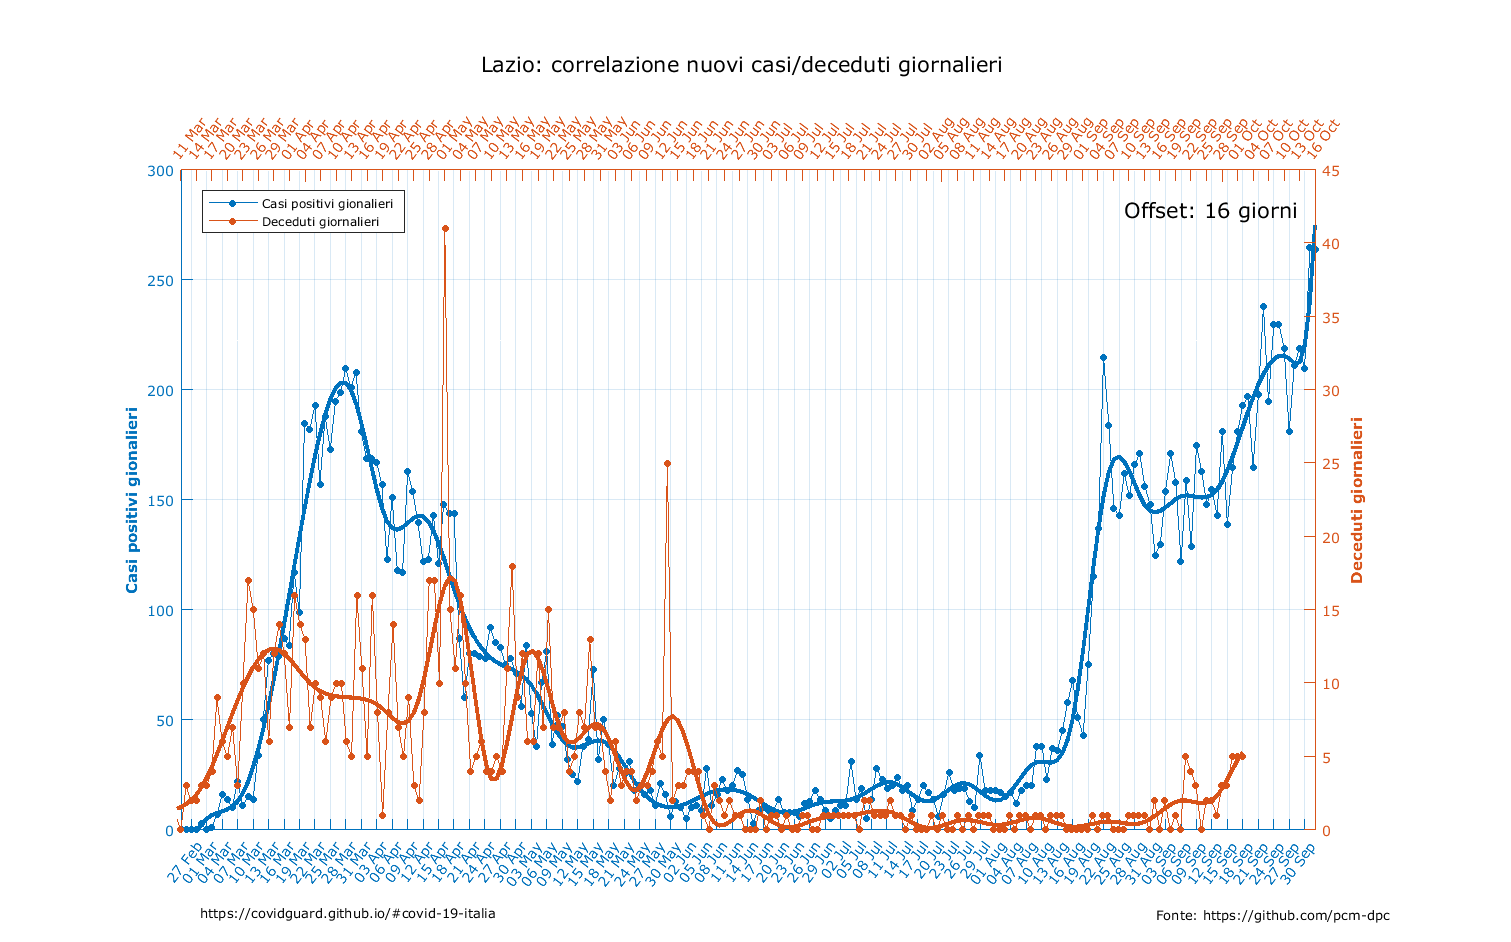 Lazio: correlazione nuovi casi/deceduti giornalieri
11 Mar
14 Mar
17 Mar
20 Mar
23 Mar
26 Mar
29 Mar
01 Apr
04 Apr
07 Apr
10 Apr
13 Apr
16 Apr
19 Apr
22 Apr
25 Apr
28 Apr
01 May
04 May
07 May
10 May
13 May
16 May
19 May
22 May
25 May
28 May
31 May
03 Jun
06 Jun
09 Jun
12 Jun
15 Jun
18 Jun
21 Jun
24 Jun
27 Jun
30 Jun
03 Jul
06 Jul
09 Jul
12 Jul
15 Jul
18 Jul
21 Jul
24 Jul
27 Jul
30 Jul
02 Aug
05 Aug
08 Aug
11 Aug
14 Aug
17 Aug
20 Aug
23 Aug
26 Aug
29 Aug
01 Sep
04 Sep
07 Sep
10 Sep
13 Sep
16 Sep
19 Sep
22 Sep
25 Sep
28 Sep
01 Oct
04 Oct
07 Oct
10 Oct
13 Oct
16 Oct
Casi positivi gionalieri
Deceduti giornalieri
Offset: 16 giorni
300
250
200
150
100
50
0
Casi positivi gionalieri
45
40
35
30
25
20
15
10
5
0
Deceduti giornalieri
27 Feb
01 Mar
04 Mar
07 Mar
10 Mar
13 Mar
16 Mar
19 Mar
22 Mar
25 Mar
28 Mar
31 Mar
03 Apr
06 Apr
09 Apr
12 Apr
15 Apr
18 Apr
21 Apr
24 Apr
27 Apr
30 Apr
03 May
06 May
09 May
12 May
15 May
18 May
21 May
24 May
27 May
30 May
02 Jun
05 Jun
08 Jun
11 Jun
14 Jun
17 Jun
20 Jun
23 Jun
26 Jun
29 Jun
02 Jul
05 Jul
08 Jul
11 Jul
14 Jul
17 Jul
20 Jul
23 Jul
26 Jul
29 Jul
01 Aug
04 Aug
07 Aug
10 Aug
13 Aug
16 Aug
19 Aug
22 Aug
25 Aug
28 Aug
31 Aug
03 Sep
06 Sep
09 Sep
12 Sep
15 Sep
18 Sep
21 Sep
24 Sep
27 Sep
30 Sep
https://covidguard.github.io/#covid-19-italia
Fonte: https://github.com/pcm-dpc